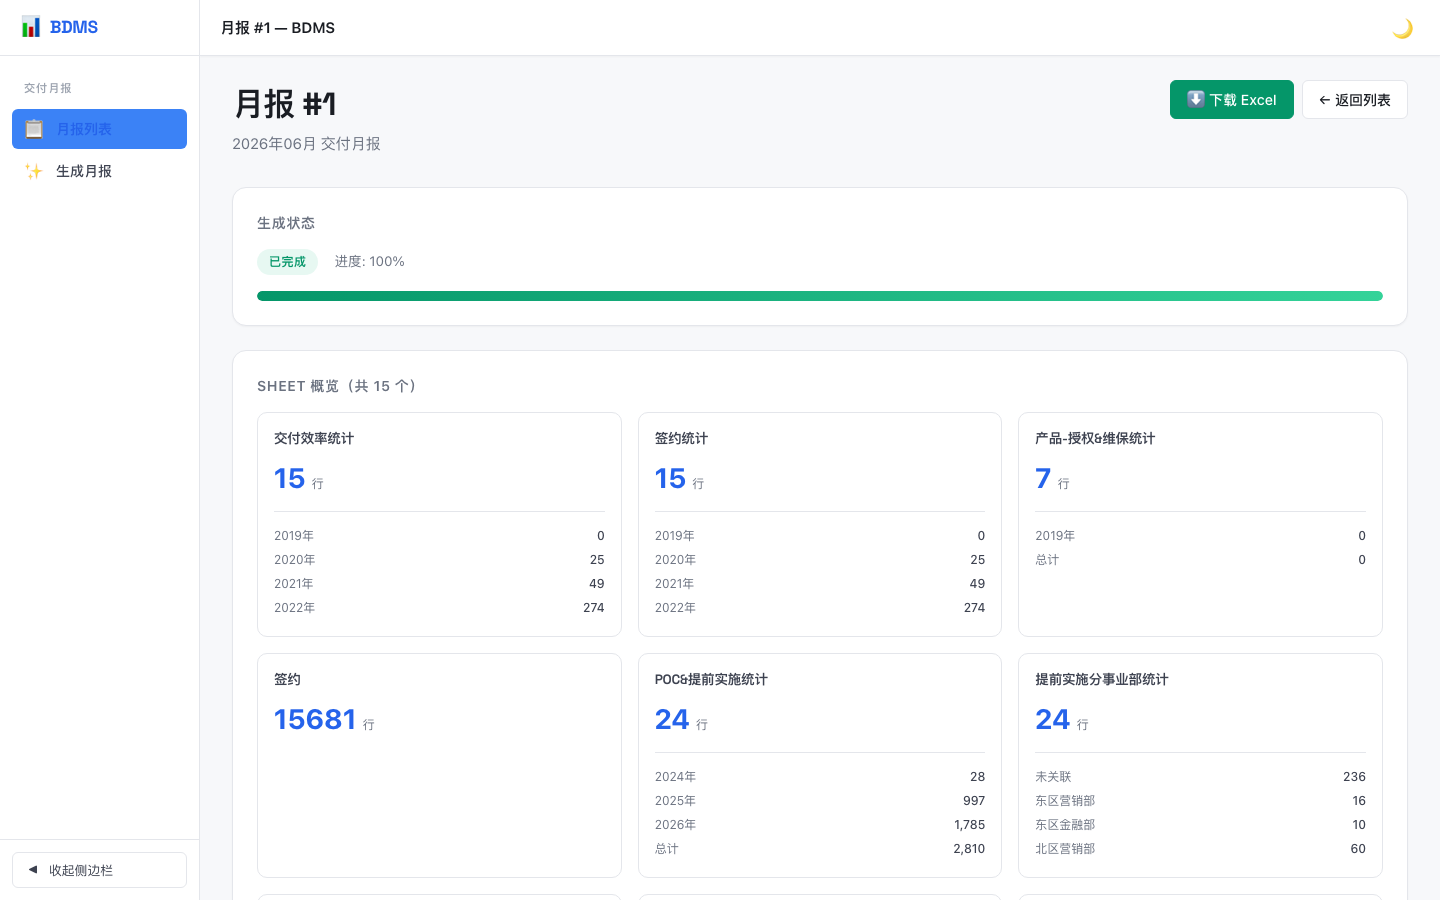 BDMS
月报 #1 — BDMS
交付月报
月报列表
生成月报
收起侧边栏
月报 #1
2026年06月 交付月报
下载 Excel
← 返回列表
生成状态
已完成
进度: 100%
SHEET 概览（共 15 个）
交付效率统计
15 行
2019年 0
2020年 25
2021年 49
2022年 274
签约统计
15 行
2019年 0
2020年 25
2021年 49
2022年 274
产品-授权&维保统计
7 行
2019年 0
总计 0
签约
15681 行
POC&提前实施统计
24 行
2024年 28
2025年 997
2026年 1,785
总计 2,810
提前实施分事业部统计
24 行
未关联 236
东区营销部 16
东区金融部 10
北区营销部 60